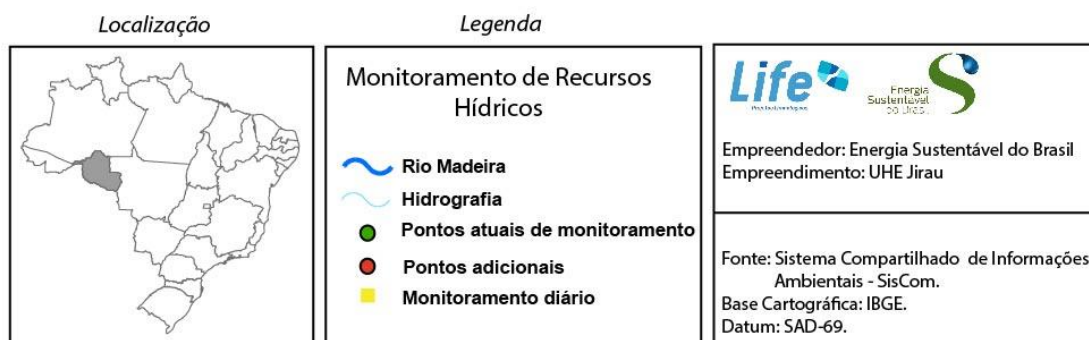 Localização
Legenda
Monitoramento de Recursos
Hídricos
Rio Madeira
Hidrografia
Pontos atuais de monitoramento
Pontos adicionais
Monitoramento diário
Life
Energia
Sustentável
do Brasil
Empreendedor: Energia Sustentável do Brasil
Empreendimento: UHE Jirau
Fonte: Sistema Compartilhado de Informações
Ambientais - SisCom.
Base Cartográfica: IBGE.
Datum: SAD-69.